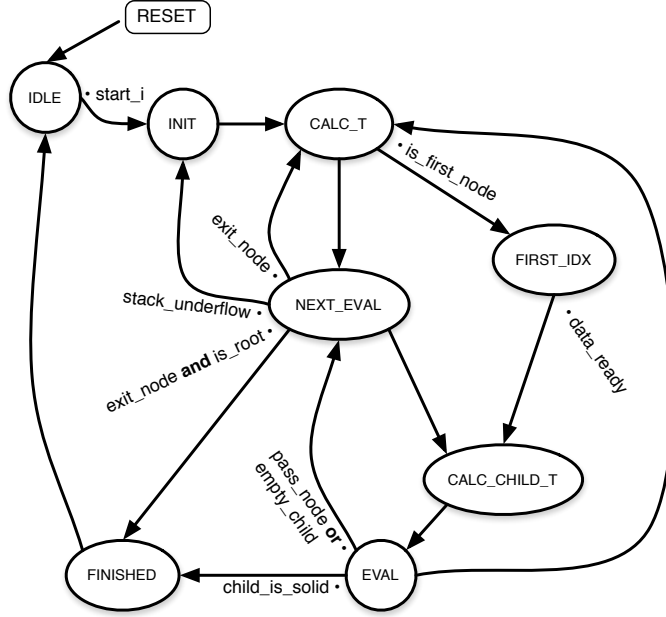 RESET
IDLE
• start_i
INIT
CALC_T
• is_first_node
exit_node •
FIRST_IDX
stack_underflow •
NEXT_EVAL
• data_ready
exit_node and is_root •
pass_node or •
empty_child
CALC_CHILD_T
FINISHED
child_is_solid •
EVAL